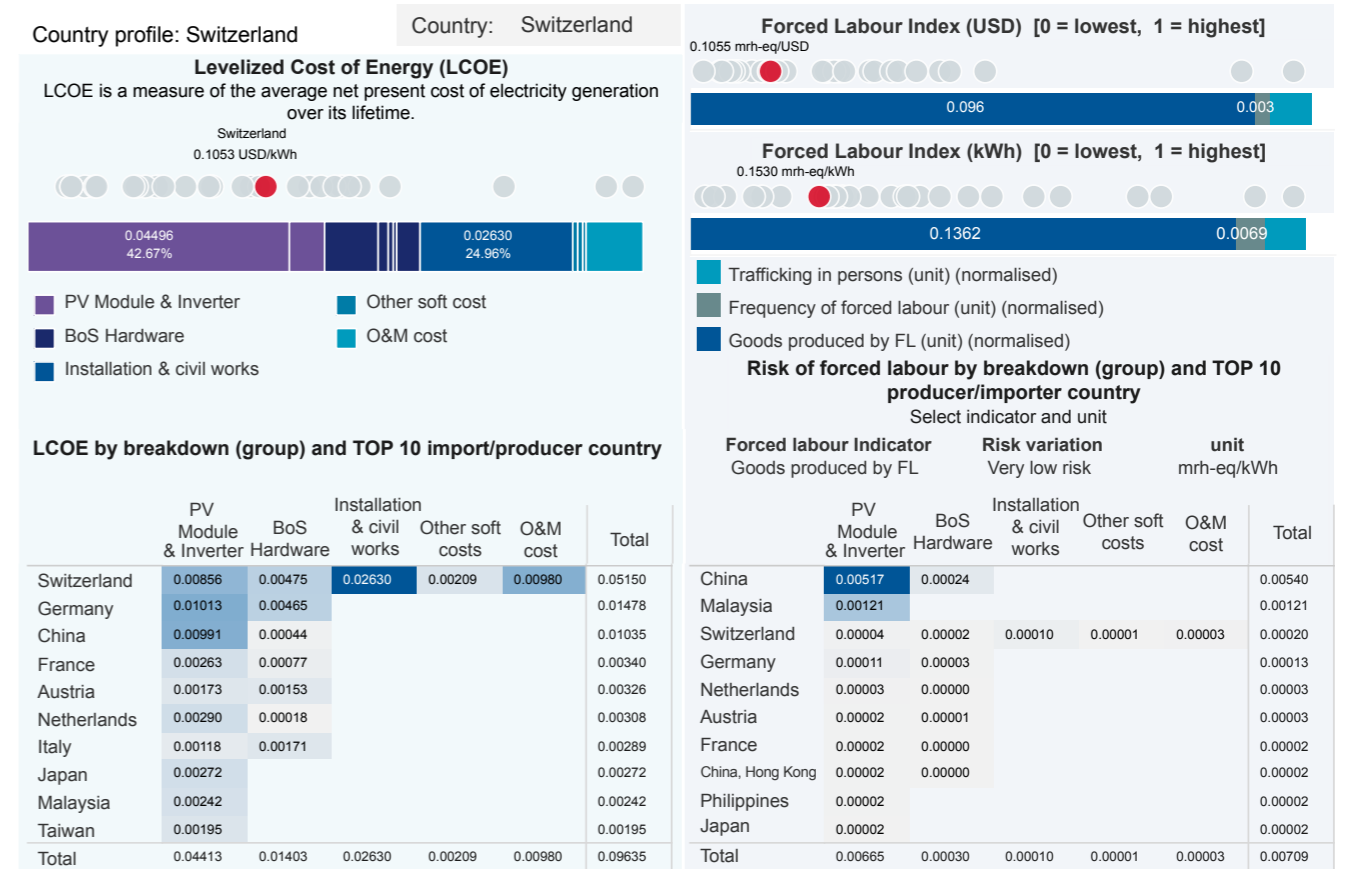 Country profile: Switzerland
Country: Switzerland
Levelized Cost of Energy (LCOE)
LCOE is a measure of the average net present cost of electricity generation
over its lifetime.
Switzerland
0.1053 USD/kWh
0.04496
42.67%
0.02630
24.96%
PV Module & Inverter
Other soft cost
BoS Hardware
O&M cost
Installation & civil works
LCOE by breakdown (group) and TOP 10 import/producer country
PV Module & Inverter
BoS Hardware
Installation & civil works
Other soft costs
O&M cost
Total
Switzerland 0.00856 0.00475 0.02630 0.00209 0.00980 0.05150
Germany 0.01013 0.00465 0.01478
China 0.00991 0.00044 0.01035
France 0.00263 0.00077 0.00340
Austria 0.00173 0.00153 0.00326
Netherlands 0.00290 0.00018 0.00308
Italy 0.00118 0.00171 0.00289
Japan 0.00272 0.00272
Malaysia 0.00242 0.00242
Taiwan 0.00195 0.00195
Total 0.04413 0.01403 0.02630 0.00209 0.00980 0.09635
Forced Labour Index (USD) [0 = lowest, 1 = highest]
0.1055 mrh-eq/USD
0.096 0.003
Forced Labour Index (kWh) [0 = lowest, 1 = highest]
0.1530 mrh-eq/kWh
0.1362 0.0069
Trafficking in persons (unit) (normalised)
Frequency of forced labour (unit) (normalised)
Goods produced by FL (unit) (normalised)
Risk of forced labour by breakdown (group) and TOP 10
producer/importer country
Select indicator and unit
Forced labour Indicator Risk variation unit
Goods produced by FL Very low risk mrh-eq/kWh
PV Module & Inverter
BoS Hardware
Installation & civil works
Other soft costs
O&M cost
Total
China 0.00517 0.00024 0.00540
Malaysia 0.00121 0.00121
Switzerland 0.00004 0.00002 0.00010 0.00001 0.00003 0.00020
Germany 0.00011 0.00003 0.00013
Netherlands 0.00003 0.00000 0.00003
Austria 0.00002 0.00001 0.00003
France 0.00002 0.00000 0.00002
China, Hong Kong 0.00002 0.00000 0.00002
Philippines 0.00002 0.00002
Japan 0.00002 0.00002
Total 0.00665 0.00030 0.00010 0.00001 0.00003 0.00709